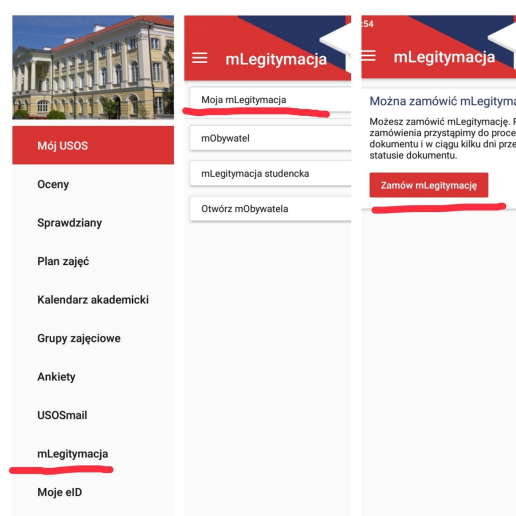 Mój USOS
Oceny
Sprawdziany
Plan zajęć
Kalendarz akademicki
Grupy zajęciowe
Ankiety
USOSmail
mLegitymacja
Moje eID
mLegitymacja
Moja mLegitymacja
mObywatel
mLegitymacja studencka
Otwórz mObywatela
:54
mLegitymacja
Można zamówić mLegityma
Możesz zamówić mLegitymację. P
zamówienia przystąpimy do proce
dokumentu i w ciągu kilku dni prze
statusie dokumentu.
Zamów mLegitymację